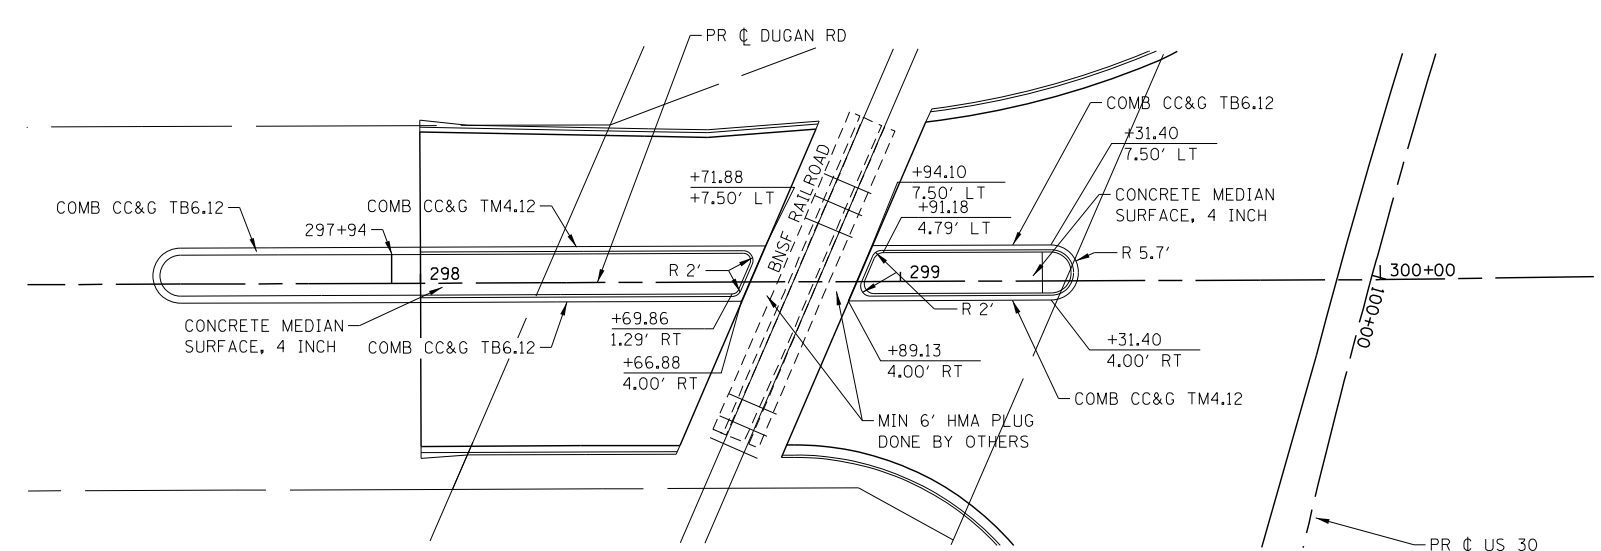 PR ℄ DUGAN RD
COMB CC&G TB6.12
+31.40
7.50' LT
+71.88
+7.50' LT
BNSF RAILROAD
+94.10
7.50' LT
+91.18
4.79' LT
CONCRETE MEDIAN
SURFACE, 4 INCH
COMB CC&G TB6.12
COMB CC&G TM4.12
297+94
R 5.7'
298
R 2'
299
300+00
100+00
R 2'
CONCRETE MEDIAN
SURFACE, 4 INCH
COMB CC&G TB6.12
+69.86
1.29' RT
+66.88
4.00' RT
+89.13
4.00' RT
+31.40
4.00' RT
COMB CC&G TM4.12
MIN 6' HMA PLUG
DONE BY OTHERS
PR ℄ US 30